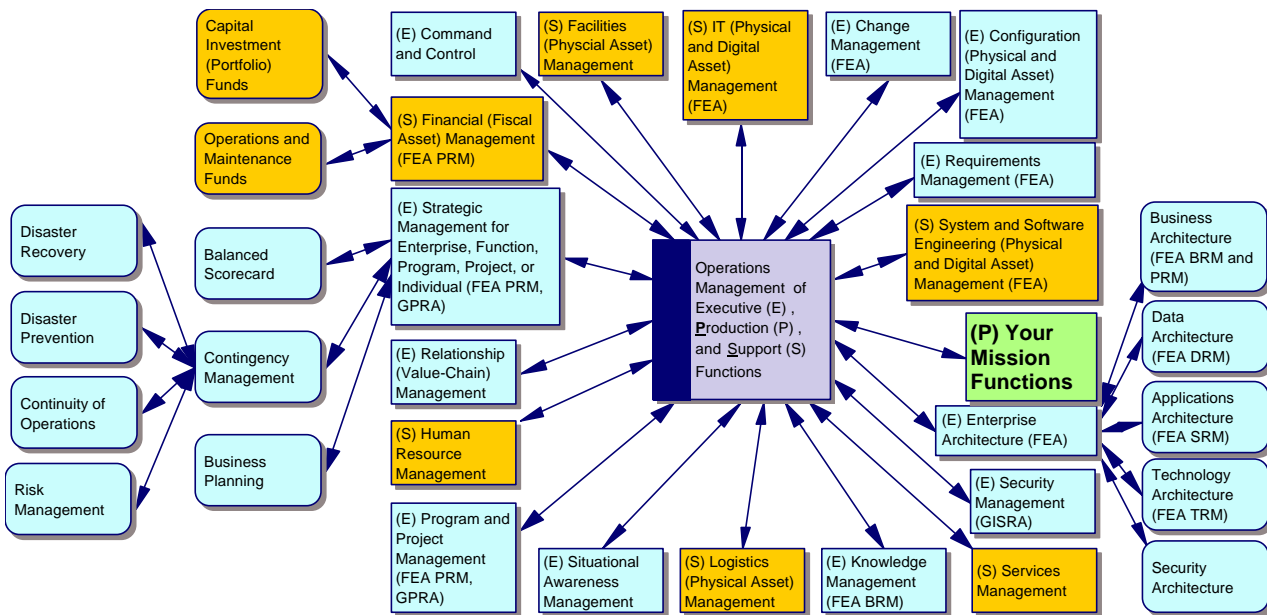 Capital
Investment
(Portfolio)
Funds
Operations and
Maintenance
Funds
(E) Command
and Control
(S) Facilities
(Physcial Asset)
Management
(S) IT (Physical
and Digital
Asset)
Management
(FEA)
(E) Change
Management
(FEA)
(E) Configuration
(Physical and
Digital Asset)
Management
(FEA)
(S) Financial (Fiscal
Asset) Management
(FEA PRM)
(E) Requirements
Management (FEA)
(E) Strategic
Management for
Enterprise, Function,
Program, Project, or
Individual (FEA PRM,
GPRA)
(S) System and Software
Engineering (Physical
and Digital Asset)
Management (FEA)
Disaster
Recovery
Disaster
Prevention
Continuity of
Operations
Risk
Management
Balanced
Scorecard
Contingency
Management
Business
Planning
Operations
Management of
Executive (E) ,
Production (P) ,
and Support (S)
Functions
(P) Your
Mission
Functions
(E) Relationship
(Value-Chain)
Management
(S) Human
Resource
Management
(E) Program and
Project
Management
(FEA PRM,
GPRA)
(E) Situational
Awareness
Management
(S) Logistics
(Physical Asset)
Management
(E) Knowledge
Management
(FEA BRM)
(S) Services
Management
(E) Security
Management
(GISRA)
(E) Enterprise
Architecture (FEA)
Business
Architecture
(FEA BRM and
PRM)
Data
Architecture
(FEA DRM)
Applications
Architecture
(FEA SRM)
Technology
Architecture
(FEA TRM)
Security
Architecture